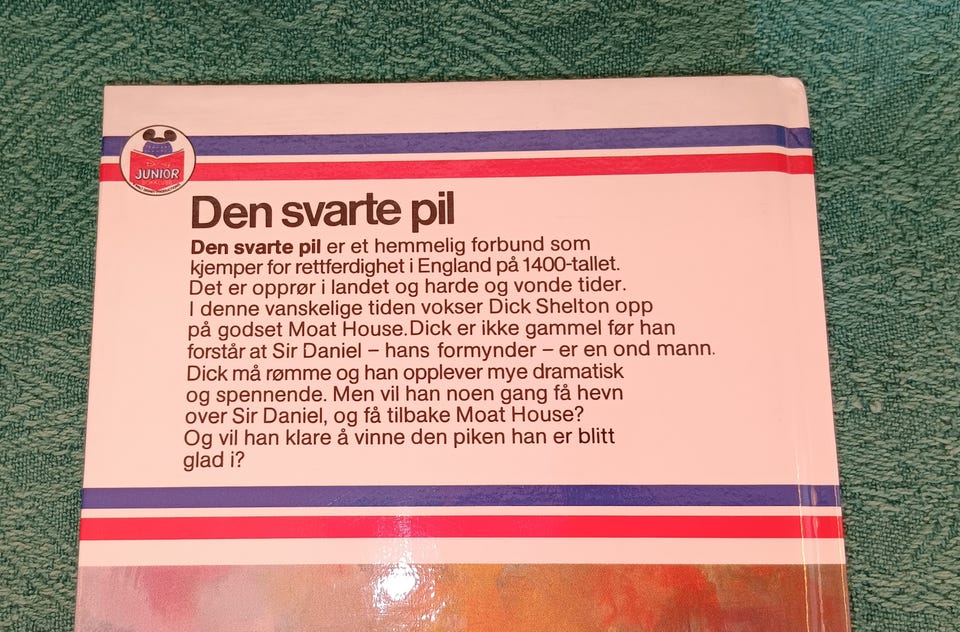 JUNIOR
Den svarte pil
Den svarte pil er et hemmelig forbund som
kjemper for rettferdighet i England på 1400-tallet.
Det er opprør i landet og harde og vonde tider.
I denne vanskelige tiden vokser Dick Shelton opp
på godset Moat House.Dick er ikke gammel før han
forstår at Sir Daniel – hans formynder – er en ond mann.
Dick må rømme og han opplever mye dramatisk
og spennende. Men vil han noen gang få hevn
over Sir Daniel, og få tilbake Moat House?
Og vil han klare å vinne den piken han er blitt
glad i?